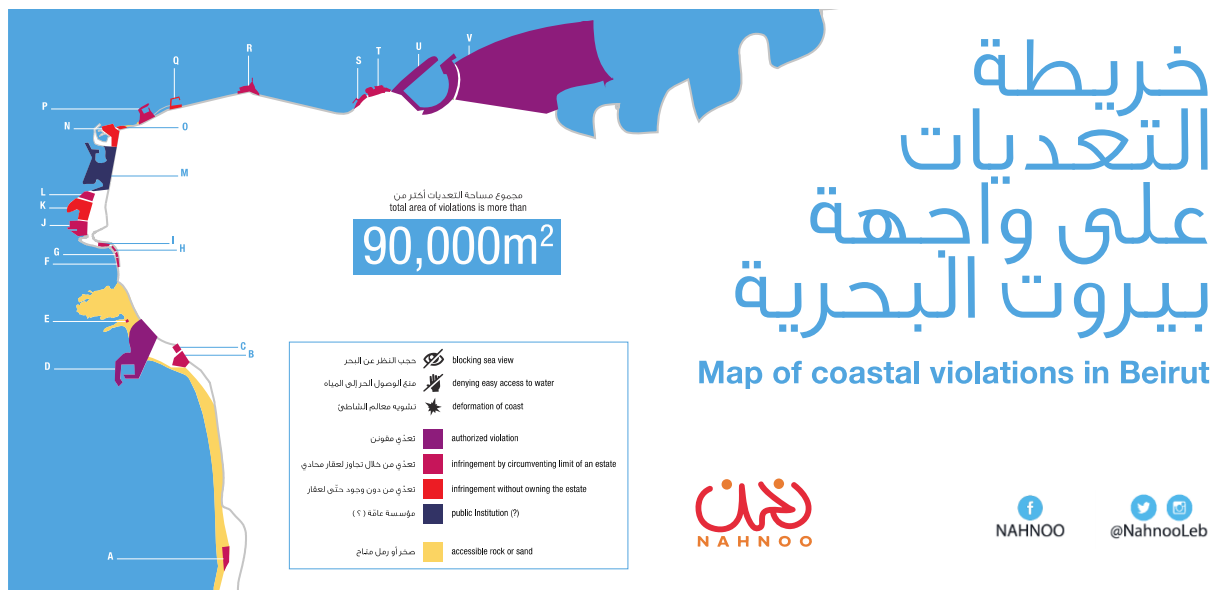 خريطة
التعديات
على واجهة
بيروت البحرية
Map of coastal violations in Beirut
A
B
C
D
E
F
G
H
I
J
K
L
M
N
O
P
Q
R
S
T
U
V
مجموع مساحة التعديات أكثر من
total area of violations is more than
90,000m²
حجب النظر عن البحر blocking sea view
منع الوصول الحر إلى المياه denying easy access to water
تشويه معالم الشاطئ deformation of coast
تعدّي مقونن authorized violation
تعدّي من خلال تجاوز لعقار محادي infringement by circumventing limit of an estate
تعدّي من دون وجود حتّى لعقار infringement without owning the estate
مؤسسة عامّة (؟) public Institution (?)
صخر أو رمل متاح accessible rock or sand
نحن
NAHNOO
NAHNOO
@NahnooLeb